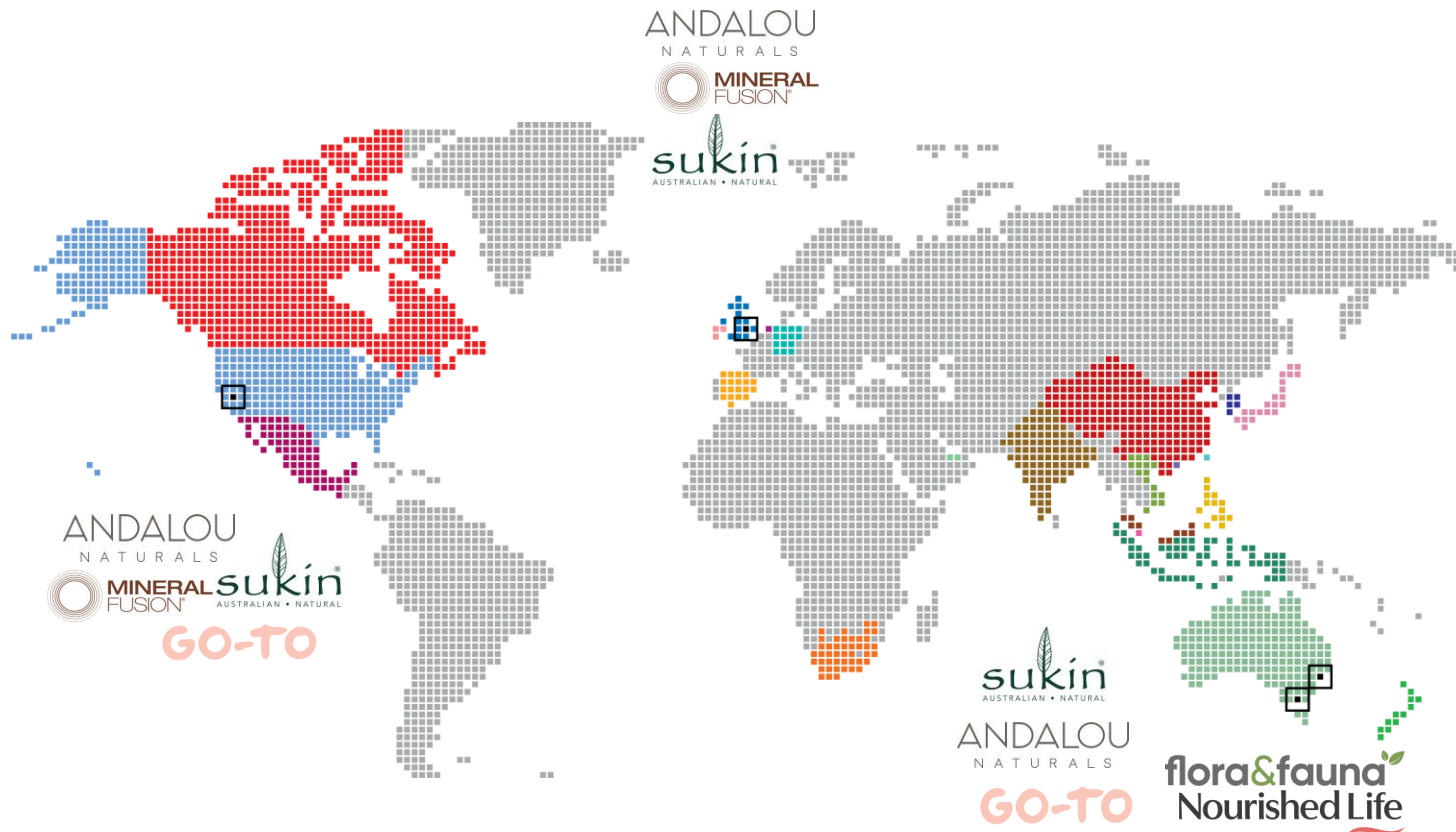 ANDALOU
NATURALS
MINERAL
FUSION®
sukin®
AUSTRALIAN • NATURAL
ANDALOU
NATURALS
MINERAL
FUSION®
sukin®
AUSTRALIAN • NATURAL
GO-TO
sukin®
AUSTRALIAN • NATURAL
ANDALOU
NATURALS
GO-TO
flora&fauna
Nourished Life